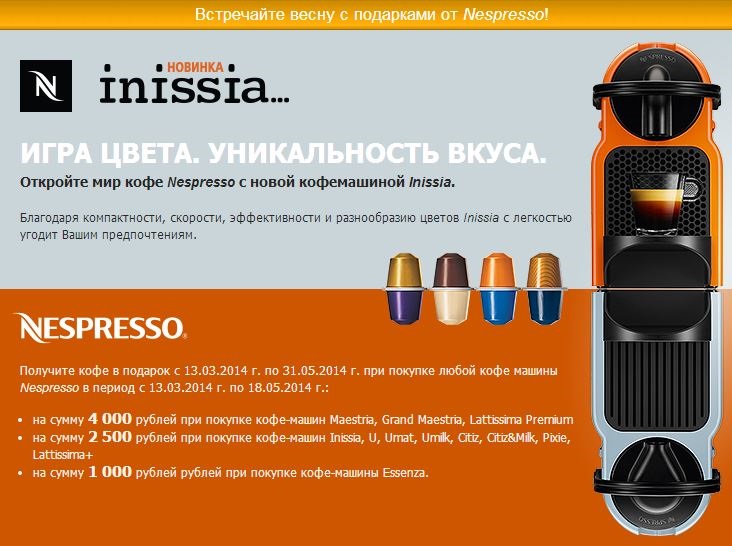 Встречайте весну с подарками от Nespresso!
НОВИНКА
inissia...
ИГРА ЦВЕТА. УНИКАЛЬНОСТЬ ВКУСА.
Откройте мир кофе Nespresso с новой кофемашиной Inissia.
Благодаря компактности, скорости, эффективности и разнообразию цветов Inissia с легкостью
угодит Вашим предпочтениям.
NESPRESSO
NESPRESSO®
Получите кофе в подарок с 13.03.2014 г. по 31.05.2014 г. при покупке любой кофе машины
Nespresso в период с 13.03.2014 г. по 18.05.2014 г.:
• на сумму 4 000 рублей при покупке кофе-машин Maestria, Grand Maestria, Lattissima Premium
• на сумму 2 500 рублей при покупке кофе-машин Inissia, U, Umat, Umilk, Citiz, Citiz&Milk, Pixie,
Lattissima+
• на сумму 1 000 рублей рублей при покупке кофе-машины Essenza.
NESPRESSO